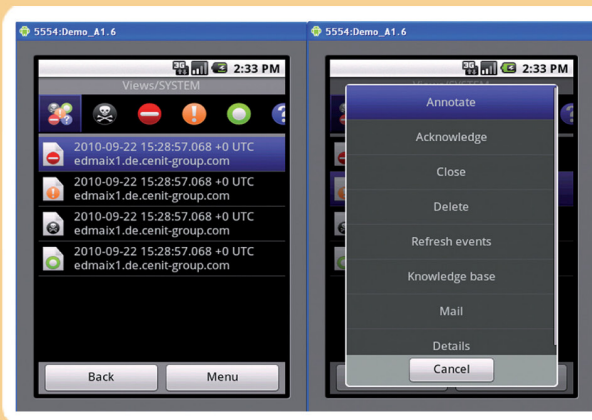 5554:Demo_A1.6
3G
2:33 PM
Views/SYSTEM
2010-09-22 15:28:57.068 +0 UTC
edmaix1.de.cenit-group.com
2010-09-22 15:28:57.068 +0 UTC
edmaix1.de.cenit-group.com
2010-09-22 15:28:57.068 +0 UTC
edmaix1.de.cenit-group.com
2010-09-22 15:28:57.068 +0 UTC
edmaix1.de.cenit-group.com
Back
Menu
5554:Demo_A1.6
3G
2:33 PM
Views/SYSTEM
Annotate
Acknowledge
Close
Delete
Refresh events
Knowledge base
Mail
Details
Cancel